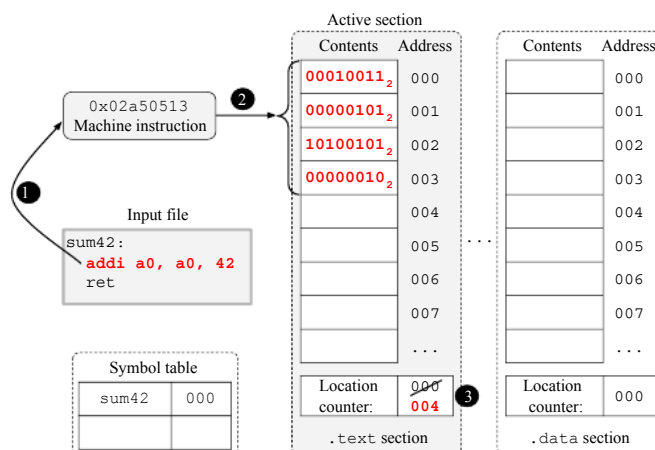 Active section
Contents Address
00010011₂ 000
00000101₂ 001
10100101₂ 002
00000010₂ 003
004
005
006
007
...
Location counter: 000 004
.text section
0x02a50513
Machine instruction
1
2
3
Input file
sum42:
addi a0, a0, 42
ret
Symbol table
sum42 000
...
Contents Address
000
001
002
003
004
005
006
007
...
Location counter: 000
.data section